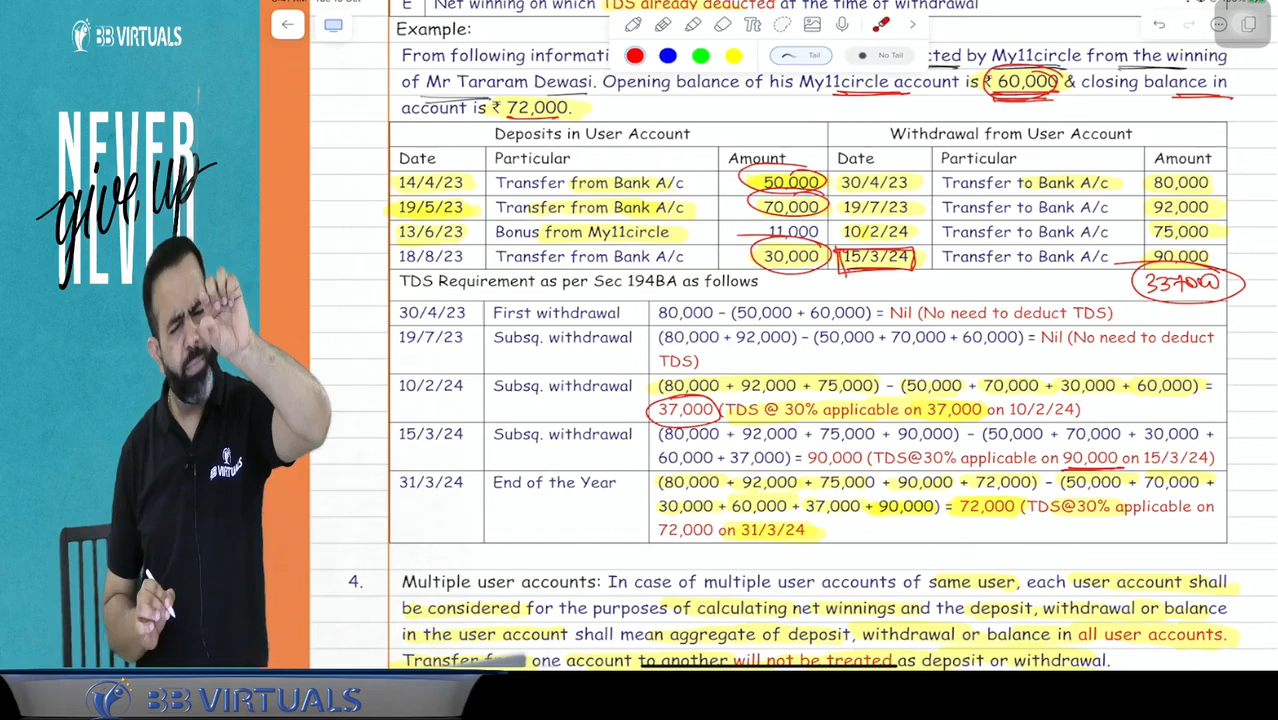 E Net winning on which TDS already deducted at the time of withdrawal
BB VIRTUALS
Example:
Tt
Tail
No Tail
From following informati cted by My11circle from the winning
of Mr Tararam Dewasi. Opening balance of his My11circle account is ₹ 60,000 & closing balance in
account is ₹ 72,000.
Deposits in User Account Withdrawal from User Account
Date Particular Amount Date Particular Amount
14/4/23 Transfer from Bank A/c 50,000 30/4/23 Transfer to Bank A/c 80,000
19/5/23 Transfer from Bank A/c 70,000 19/7/23 Transfer to Bank A/c 92,000
13/6/23 Bonus from My11circle 11,000 10/2/24 Transfer to Bank A/c 75,000
18/8/23 Transfer from Bank A/c 30,000 15/3/24 Transfer to Bank A/c 90,000
TDS Requirement as per Sec 194BA as follows
337000
30/4/23 First withdrawal 80,000 – (50,000 + 60,000) = Nil (No need to deduct TDS)
19/7/23 Subsq. withdrawal (80,000 + 92,000) – (50,000 + 70,000 + 60,000) = Nil (No need to deduct
TDS)
10/2/24 Subsq. withdrawal (80,000 + 92,000 + 75,000) – (50,000 + 70,000 + 30,000 + 60,000) =
37,000 (TDS @ 30% applicable on 37,000 on 10/2/24)
15/3/24 Subsq. withdrawal (80,000 + 92,000 + 75,000 + 90,000) – (50,000 + 70,000 + 30,000 +
60,000 + 37,000) = 90,000 (TDS@30% applicable on 90,000 on 15/3/24)
31/3/24 End of the Year (80,000 + 92,000 + 75,000 + 90,000 + 72,000) – (50,000 + 70,000 +
30,000 + 60,000 + 37,000 + 90,000) = 72,000 (TDS@30% applicable on
72,000 on 31/3/24
4. Multiple user accounts: In case of multiple user accounts of same user, each user account shall
be considered for the purposes of calculating net winnings and the deposit, withdrawal or balance
in the user account shall mean aggregate of deposit, withdrawal or balance in all user accounts.
Transfer one account to another will not be treated as deposit or withdrawal.
NEVER
give up
NEVER
BB VIRTUALS
BB VIRTUALS